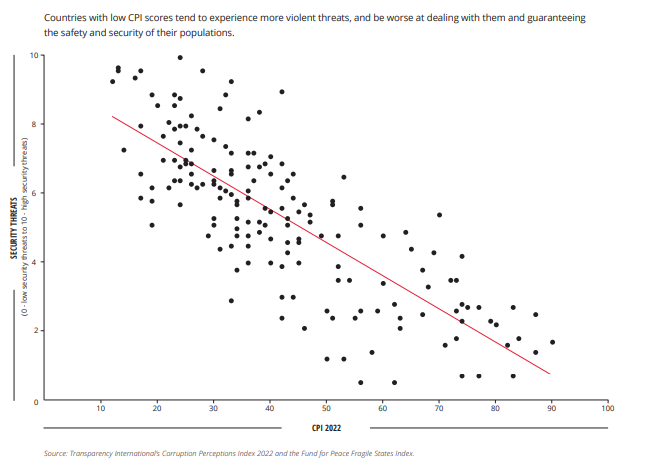 Countries with low CPI scores tend to experience more violent threats, and be worse at dealing with them and guaranteeing
the safety and security of their populations.
SECURITY THREATS
(0 - low security threats to 10 - high security threats)
10
8
6
4
2
0
10 20 30 40 50 60 70 80 90 100
CPI 2022
Source: Transparency International's Corruption Perceptions Index 2022 and the Fund for Peace Fragile States Index.